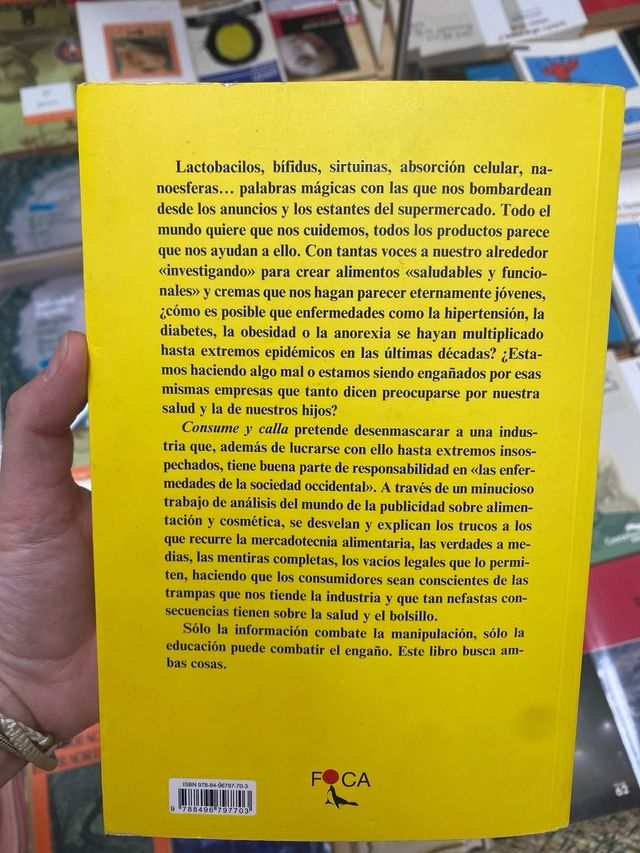 Lactobacilos, bífidus, sirtuinas, absorción celular, na-
noesferas... palabras mágicas con las que nos bombardean
desde los anuncios y los estantes del supermercado. Todo el
mundo quiere que nos cuidemos, todos los productos parece
que nos ayudan a ello. Con tantas voces a nuestro alrededor
«investigando» para crear alimentos «saludables y funcio-
nales» y cremas que nos hagan parecer eternamente jóvenes,
¿cómo es posible que enfermedades como la hipertensión, la
diabetes, la obesidad o la anorexia se hayan multiplicado
hasta extremos epidémicos en las últimas décadas? ¿Esta-
mos haciendo algo mal o estamos siendo engañados por esas
mismas empresas que tanto dicen preocuparse por nuestra
salud y la de nuestros hijos?
Consume y calla pretende desenmascarar a una indus-
tria que, además de lucrarse con ello hasta extremos insos-
pechados, tiene buena parte de responsabilidad en «las enfer-
medades de la sociedad occidental». A través de un minucioso
trabajo de análisis del mundo de la publicidad sobre alimen-
tación y cosmética, se desvelan y explican los trucos a los
que recurre la mercadotecnia alimentaria, las verdades a me-
dias, las mentiras completas, los vacíos legales que lo permi-
ten, haciendo que los consumidores sean conscientes de las
trampas que nos tiende la industria y que tan nefastas con-
secuencias tienen sobre la salud y el bolsillo.
Sólo la información combate la manipulación, sólo la
educación puede combatir el engaño. Este libro busca am-
bas cosas.
ISBN 978-84-96797-70-3
9 788496 797703
FOCA
62